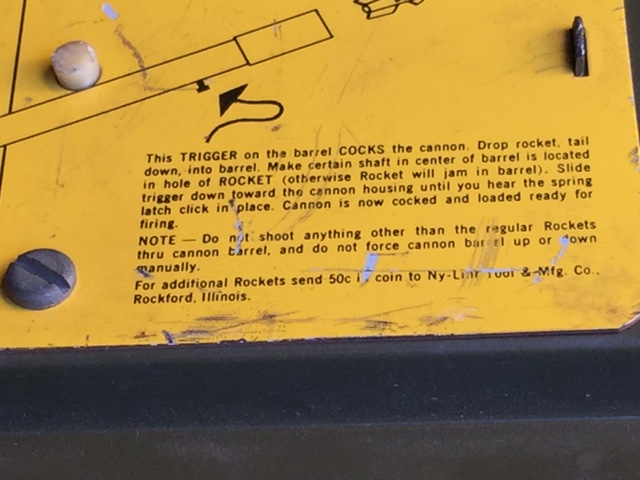 This TRIGGER on the barrel COCKS the cannon. Drop rocket, tail
down, into barrel. Make certain shaft in center of barrel is located
in hole of ROCKET (otherwise Rocket will jam in barrel). Slide
trigger down toward the cannon housing until you hear the spring
latch click in place. Cannon is now cocked and loaded ready for
firing.
NOTE — Do not shoot anything other than the regular Rockets
thru cannon barrel, and do not force cannon barrel up or down
manually.
For additional Rockets send 50c in coin to Ny-Lint Tool & Mfg. Co.,
Rockford, Illinois.